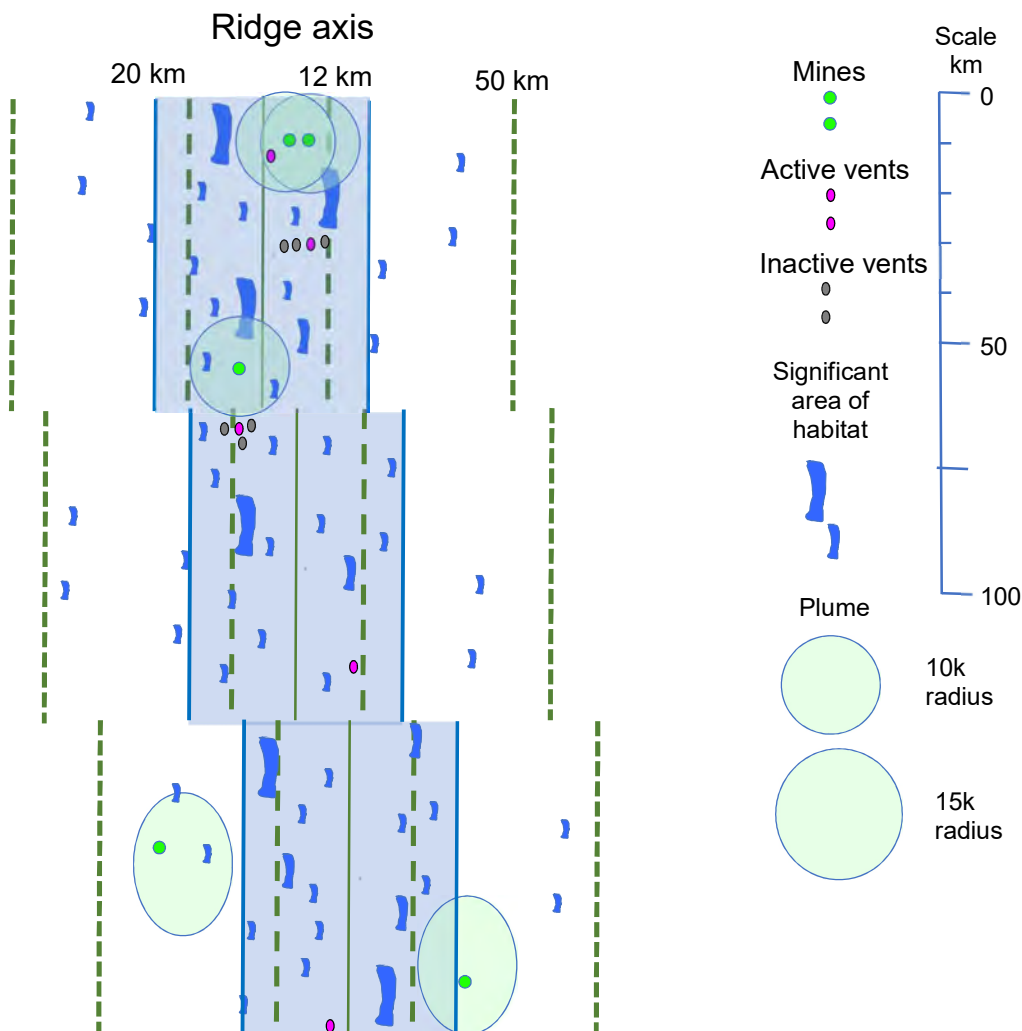 Ridge axis
20 km
12 km
50 km
Scale
km
0
50
100
Mines
Active vents
Inactive vents
Significant
area of
habitat
Plume
10k
radius
15k
radius